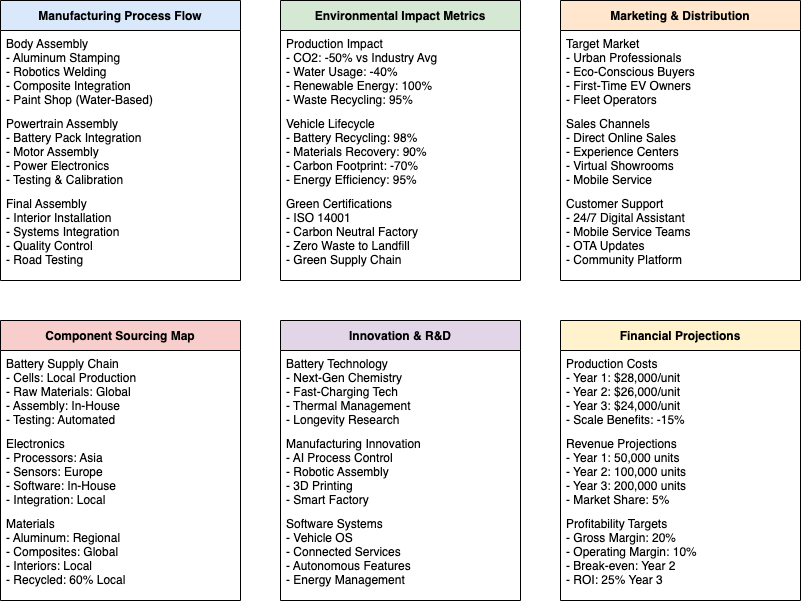 Manufacturing Process Flow
Body Assembly
- Aluminum Stamping
- Robotics Welding
- Composite Integration
- Paint Shop (Water-Based)
Powertrain Assembly
- Battery Pack Integration
- Motor Assembly
- Power Electronics
- Testing & Calibration
Final Assembly
- Interior Installation
- Systems Integration
- Quality Control
- Road Testing
Environmental Impact Metrics
Production Impact
- CO2: -50% vs Industry Avg
- Water Usage: -40%
- Renewable Energy: 100%
- Waste Recycling: 95%
Vehicle Lifecycle
- Battery Recycling: 98%
- Materials Recovery: 90%
- Carbon Footprint: -70%
- Energy Efficiency: 95%
Green Certifications
- ISO 14001
- Carbon Neutral Factory
- Zero Waste to Landfill
- Green Supply Chain
Marketing & Distribution
Target Market
- Urban Professionals
- Eco-Conscious Buyers
- First-Time EV Owners
- Fleet Operators
Sales Channels
- Direct Online Sales
- Experience Centers
- Virtual Showrooms
- Mobile Service
Customer Support
- 24/7 Digital Assistant
- Mobile Service Teams
- OTA Updates
- Community Platform
Component Sourcing Map
Battery Supply Chain
- Cells: Local Production
- Raw Materials: Global
- Assembly: In-House
- Testing: Automated
Electronics
- Processors: Asia
- Sensors: Europe
- Software: In-House
- Integration: Local
Materials
- Aluminum: Regional
- Composites: Global
- Interiors: Local
- Recycled: 60% Local
Innovation & R&D
Battery Technology
- Next-Gen Chemistry
- Fast-Charging Tech
- Thermal Management
- Longevity Research
Manufacturing Innovation
- AI Process Control
- Robotic Assembly
- 3D Printing
- Smart Factory
Software Systems
- Vehicle OS
- Connected Services
- Autonomous Features
- Energy Management
Financial Projections
Production Costs
- Year 1: $28,000/unit
- Year 2: $26,000/unit
- Year 3: $24,000/unit
- Scale Benefits: -15%
Revenue Projections
- Year 1: 50,000 units
- Year 2: 100,000 units
- Year 3: 200,000 units
- Market Share: 5%
Profitability Targets
- Gross Margin: 20%
- Operating Margin: 10%
- Break-even: Year 2
- ROI: 25% Year 3